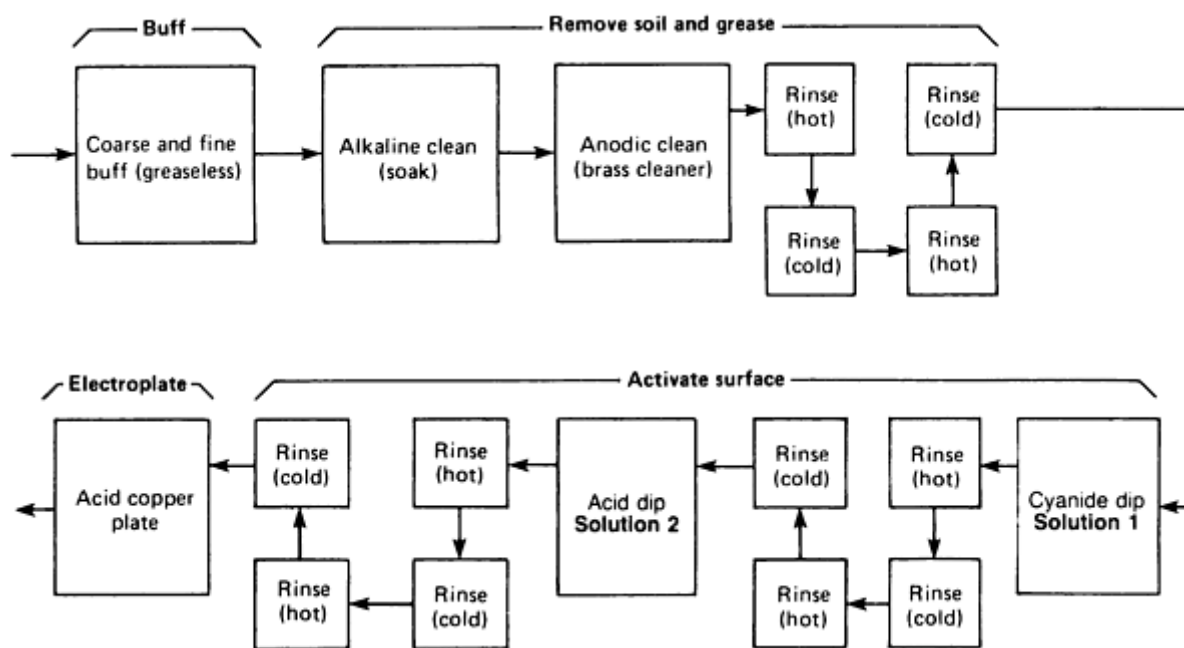 Buff
Remove soil and grease
Coarse and fine
buff (greaseless)
Alkaline clean
(soak)
Anodic clean
(brass cleaner)
Rinse
(hot)
Rinse
(cold)
Rinse
(hot)
Rinse
(cold)
Electroplate
Activate surface
Cyanide dip
Solution 1
Rinse
(hot)
Rinse
(cold)
Rinse
(hot)
Rinse
(cold)
Acid dip
Solution 2
Rinse
(hot)
Rinse
(cold)
Rinse
(hot)
Rinse
(cold)
Acid copper
plate